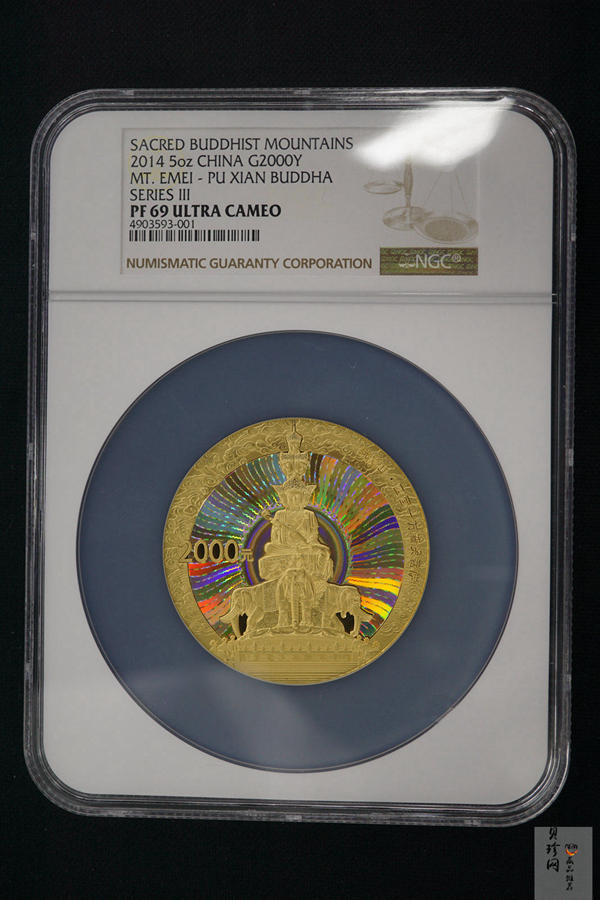 SACRED BUDDHIST MOUNTAINS
2014 5oz CHINA G2000Y
MT. EMEI - PU XIAN BUDDHA
SERIES III
PF 69 ULTRA CAMEO
4903593-001
NUMISMATIC GUARANTY CORPORATION
NGC®
2000元
贝珍网